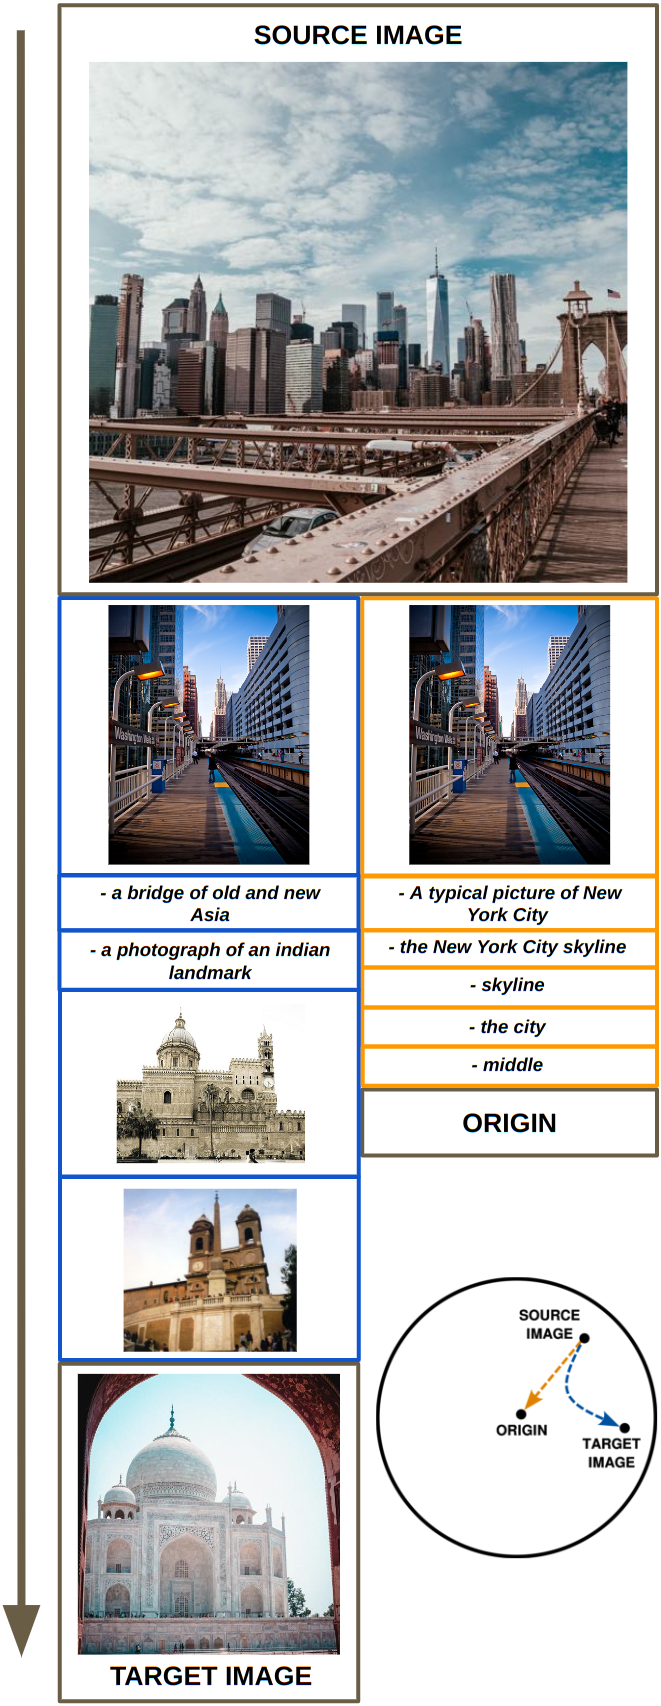 SOURCE IMAGE
Washington/Wells
- a bridge of old and new
Asia
- a photograph of an indian
landmark
Washington/Wells
- A typical picture of New
York City
- the New York City skyline
- skyline
- the city
- middle
ORIGIN
SOURCE
IMAGE
ORIGIN
TARGET
IMAGE
TARGET IMAGE